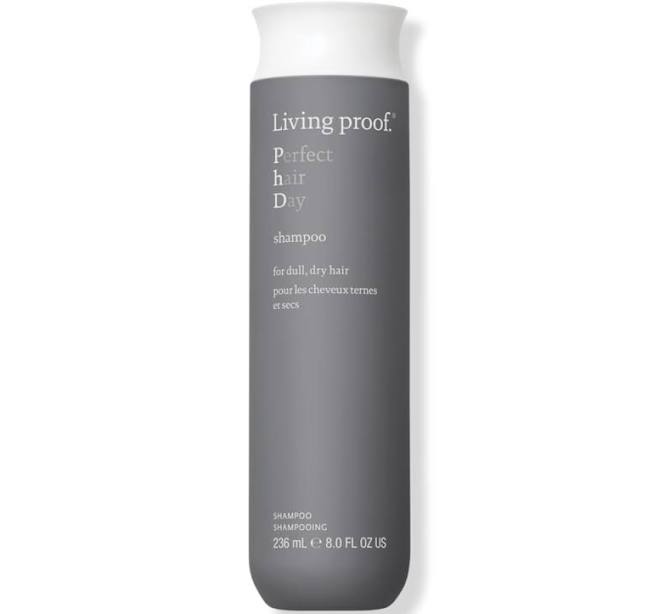 Living proof.®
Perfect
hair
Day
shampoo
for dull, dry hair
pour les cheveux ternes
et secs
SHAMPOO
SHAMPOOING
236 mL ℮ 8.0 FL OZ US